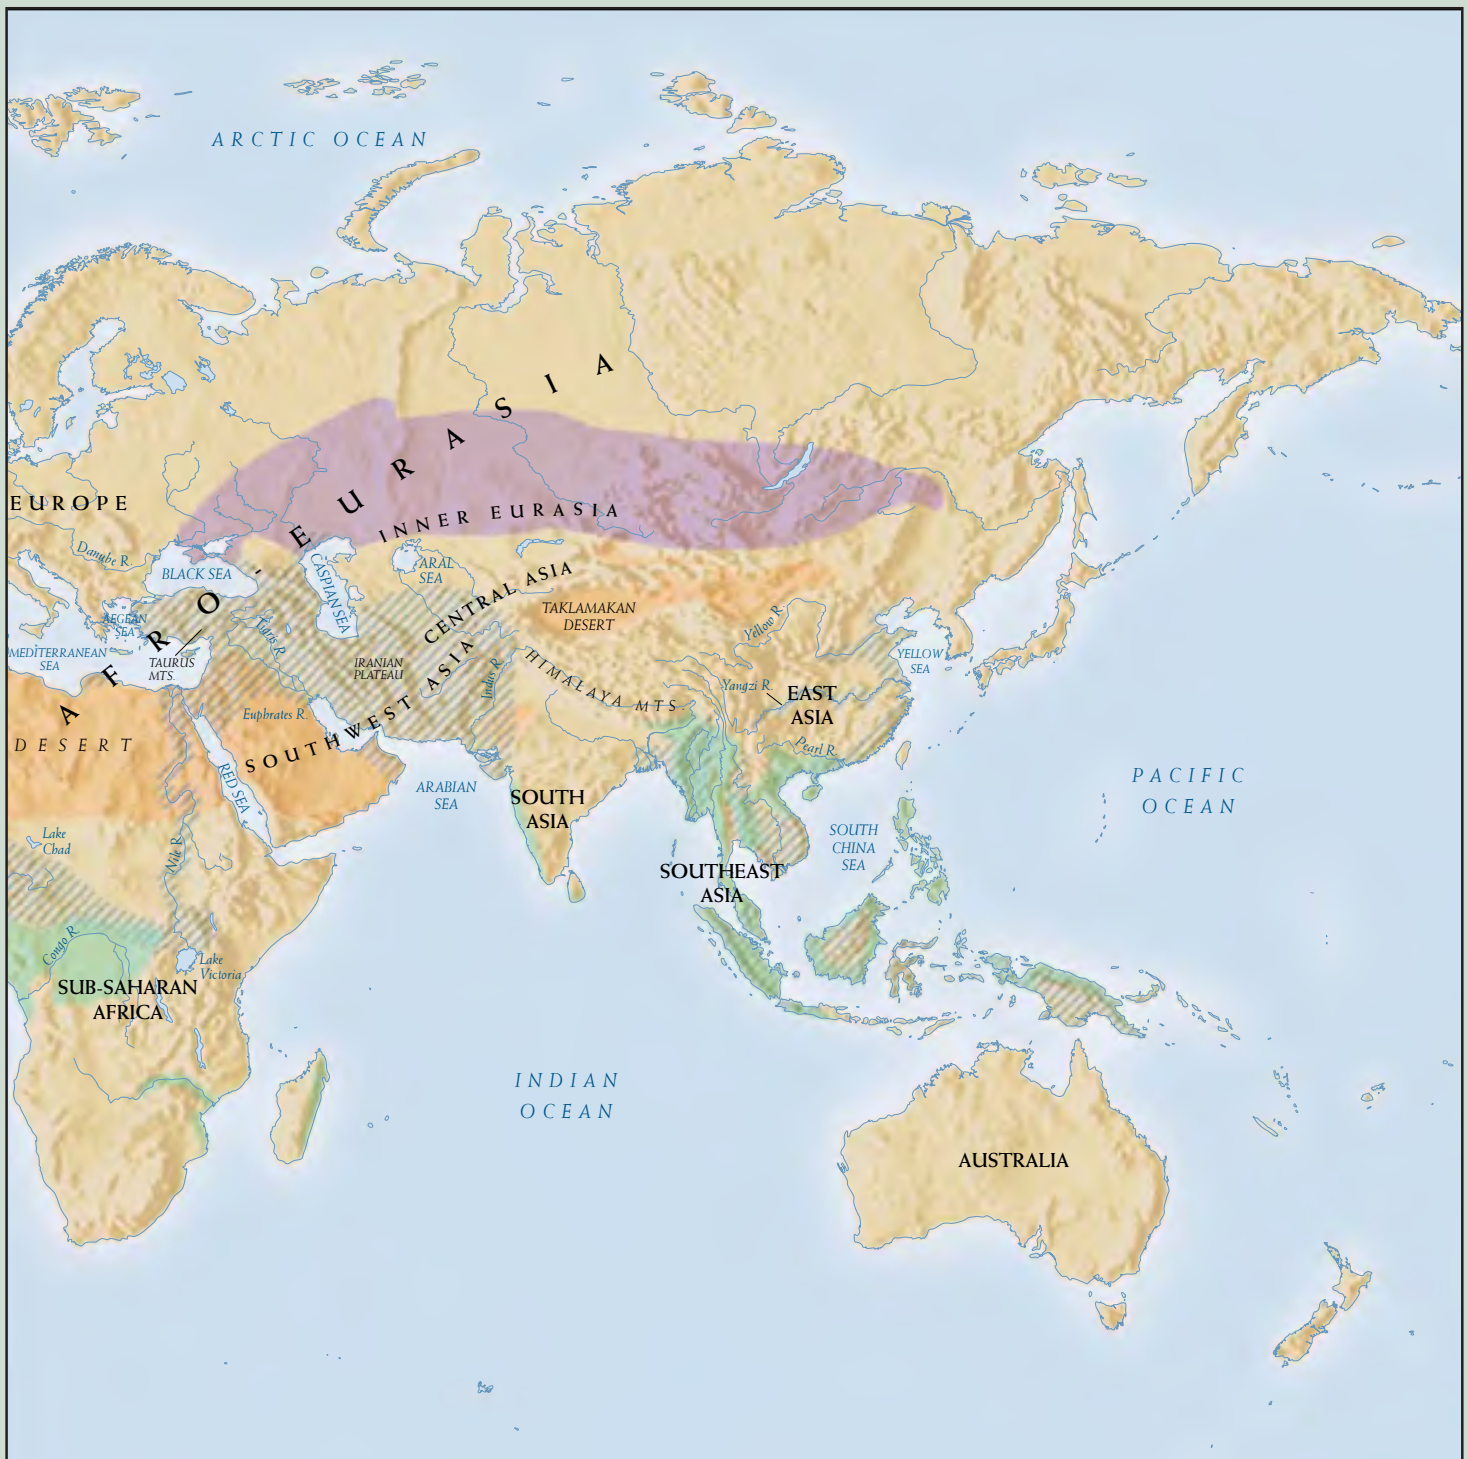 ARCTIC OCEAN
AFRO-EURASIA
EUROPE
INNER EURASIA
Danube R.
BLACK SEA
CASPIAN SEA
ARAL
SEA
CENTRAL ASIA
TAKLAMAKAN
DESERT
Yellow R.
AEGEAN
SEA
MEDITERRANEAN
SEA
TAURUS
MTS.
Tigris R.
IRANIAN
PLATEAU
Indus R.
HIMALAYA MTS.
YELLOW
SEA
Yangzi R.
EAST
ASIA
Euphrates R.
SOUTHWEST ASIA
DESERT
Pearl R.
RED SEA
ARABIAN
SEA
SOUTH
ASIA
PACIFIC
OCEAN
Lake
Chad
Nile R.
SOUTH
CHINA
SEA
SOUTHEAST
ASIA
Congo R.
Lake
Victoria
SUB-SAHARAN
AFRICA
INDIAN
OCEAN
AUSTRALIA